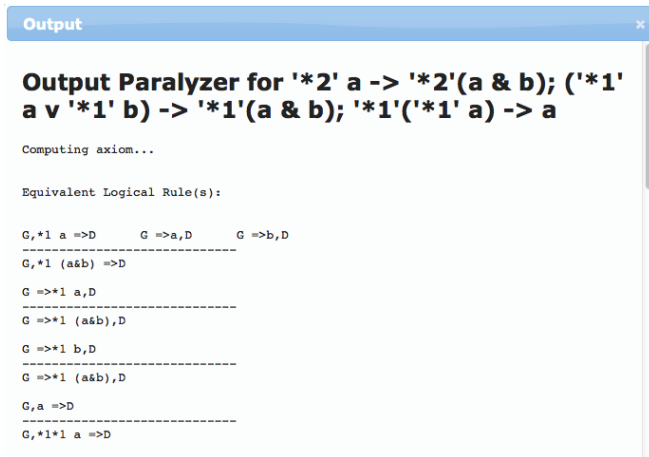 Output
×
Output Paralyzer for '*2' a -> '*2'(a & b); ('*1'
a v '*1' b) -> '*1'(a & b); '*1'('*1' a) -> a
Computing axiom...
Equivalent Logical Rule(s):
G,*1 a =>D G =>a,D G =>b,D
------------------------------
G,*1 (a&b) =>D
G =>*1 a,D
------------------------------
G =>*1 (a&b),D
G =>*1 b,D
------------------------------
G =>*1 (a&b),D
G,a =>D
------------------------------
G,*1*1 a =>D